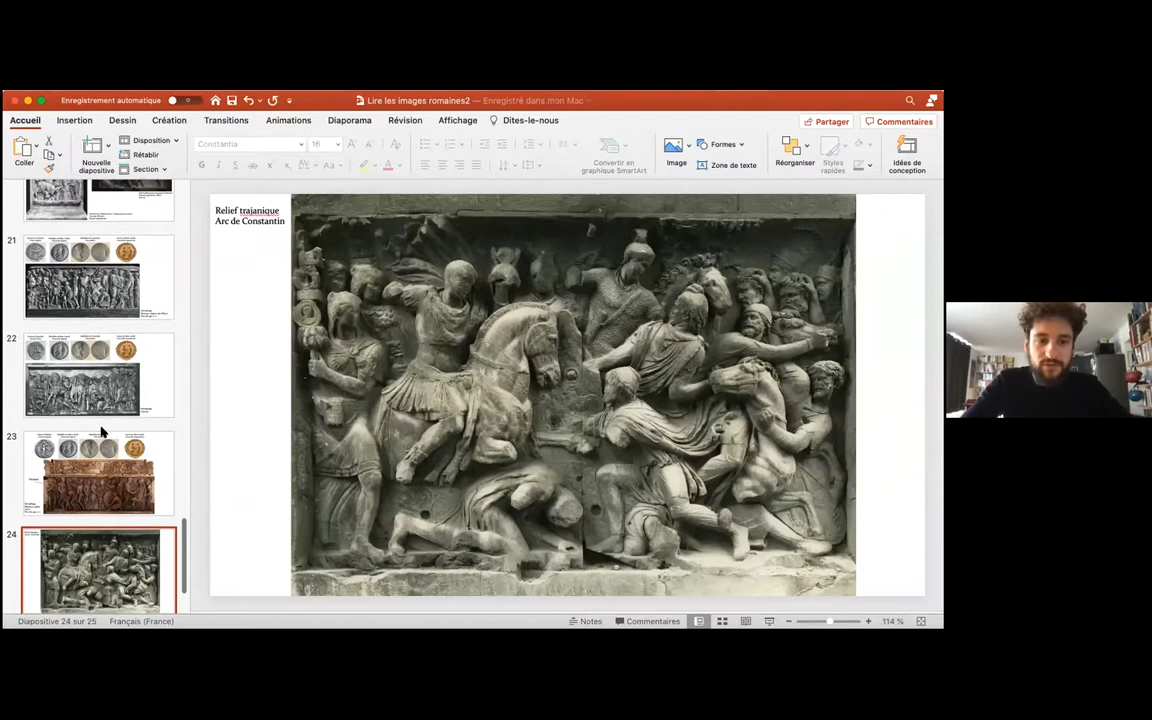 Enregistrement automatique
Lire les images romaines2 — Enregistré dans mon Mac
Accueil Insertion Dessin Création Transitions Animations Diaporama Révision Affichage Dites-le-nous Partager Commentaires
Coller Nouvelle diapositive Disposition Rétablir Section Constantia 16 G I S ab Convertir en graphique SmartArt Image Formes Zone de texte Réorganiser Styles rapides Idées de conception
21
22
23
24
Relief trajanique
Arc de Constantin
Diapositive 24 sur 25 Français (France) Notes Commentaires 114 %